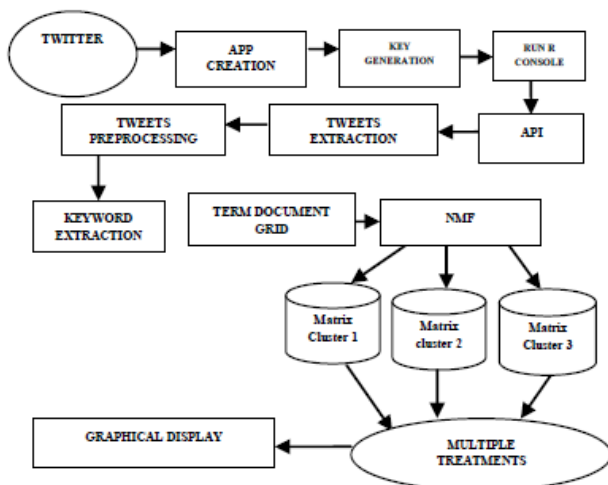 TWITTER
APP
CREATION
KEY
GENERATION
RUN R
CONSOLE
TWEETS
PREPROCESSING
TWEETS
EXTRACTION
API
KEYWORD
EXTRACTION
TERM DOCUMENT
GRID
NMF
Matrix
Cluster 1
Matrix
cluster 2
Matrix
Cluster 3
GRAPHICAL DISPLAY
MULTIPLE
TREATMENTS